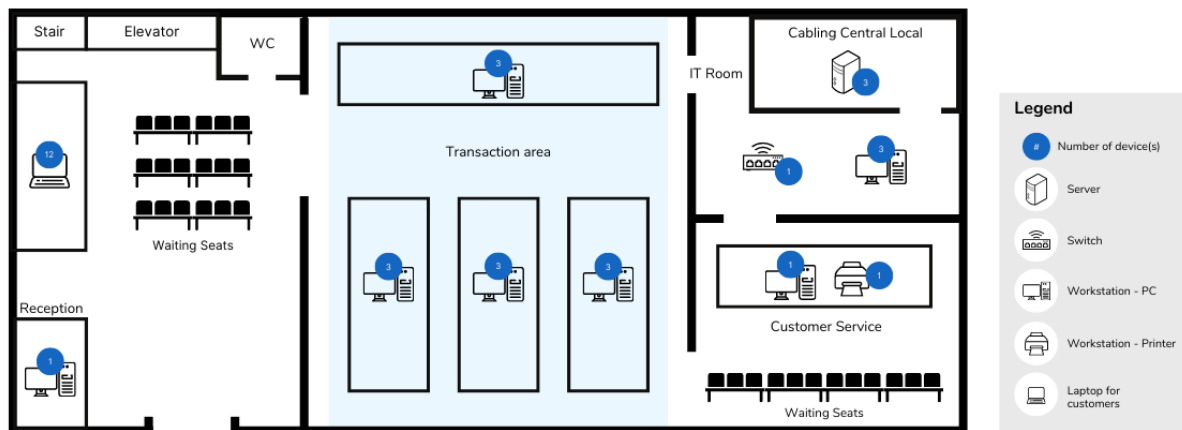 Stair
Elevator
WC
3
Cabling Central Local
3
IT Room
12
Transaction area
1
3
Waiting Seats
3
3
3
1
1
Reception
1
Customer Service
Waiting Seats
Legend
#
Number of device(s)
Server
Switch
Workstation - PC
Workstation - Printer
Laptop for
customers